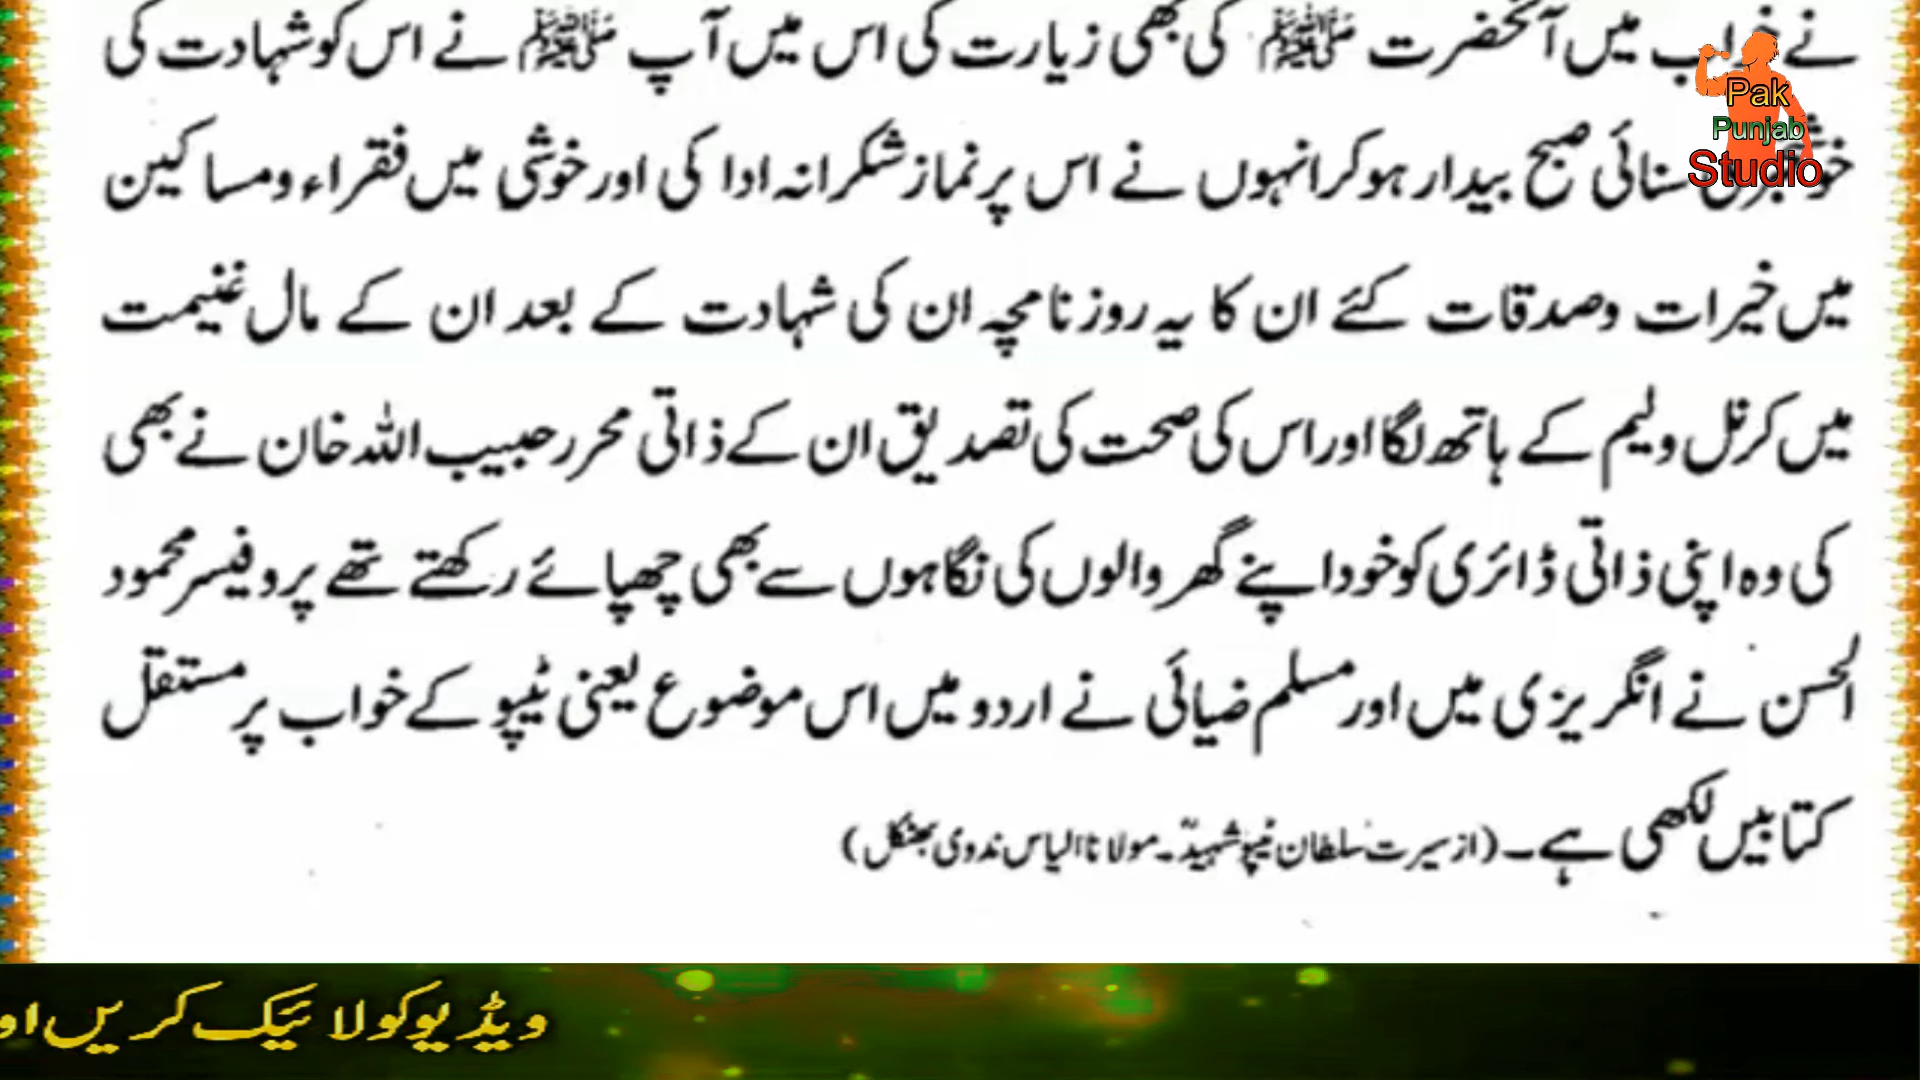 نے خواب میں آنحضرت ﷺ کی بھی زیارت کی اس میں آپ ﷺ نے اس کو شہادت کی
خوشخبری سنائی صبح بیدار ہوکر انہوں نے اس پر نماز شکرانہ ادا کی اور خوشی میں فقراء ومساکین
میں خیرات وصدقات کئے ان کا یہ روزنامچہ ان کی شہادت کے بعد ان کے مال غنیمت
میں کرنل ولیم کے ہاتھ لگا اور اس کی صحت کی تصدیق ان کے ذاتی محرر حبیب اللہ خان نے بھی
کی وہ اپنی ذاتی ڈائری کو خود اپنے گھر والوں کی نگاہوں سے بھی چھپائے رکھتے تھے پروفیسر محمود
الحسن نے انگریزی میں اور مسلم ضیائی نے اردو میں اس موضوع یعنی ٹیپو کے خواب پر مستقل
کتابیں لکھی ہے۔ (از سیرت سلطان ٹیپو شہیدؒ۔ مولانا الیاس ندوی بھٹکل)
Pak
Punjab
Studio
ویڈیو کو لائیک کریں او